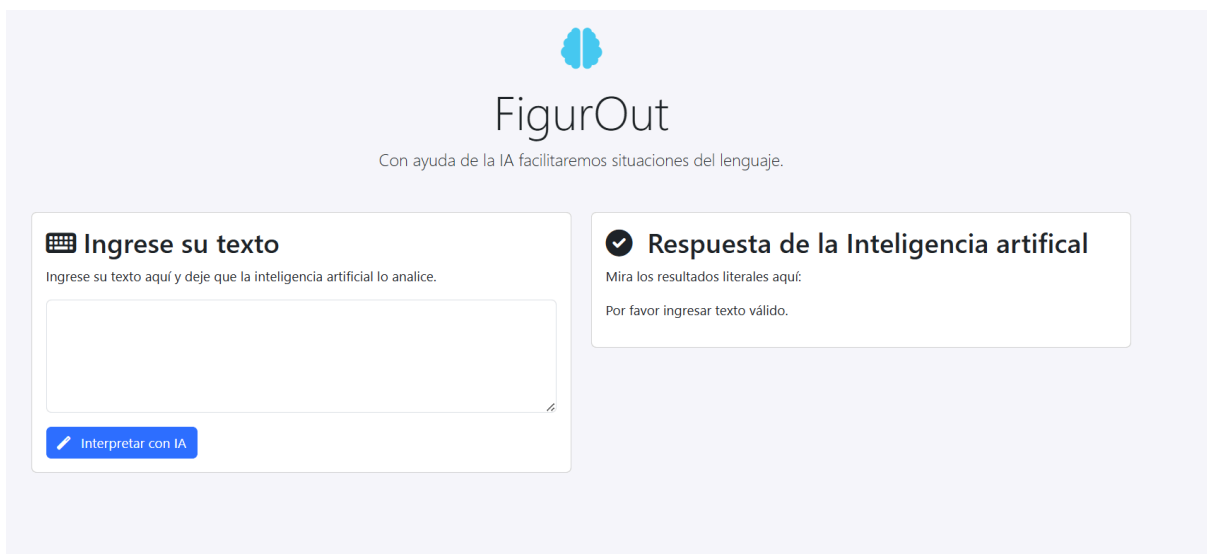 FigurOut
Con ayuda de la IA facilitaremos situaciones del lenguaje.
Ingrese su texto
Ingrese su texto aquí y deje que la inteligencia artificial lo analice.
Interpretar con IA
Respuesta de la Inteligencia artifical
Mira los resultados literales aquí:
Por favor ingresar texto válido.